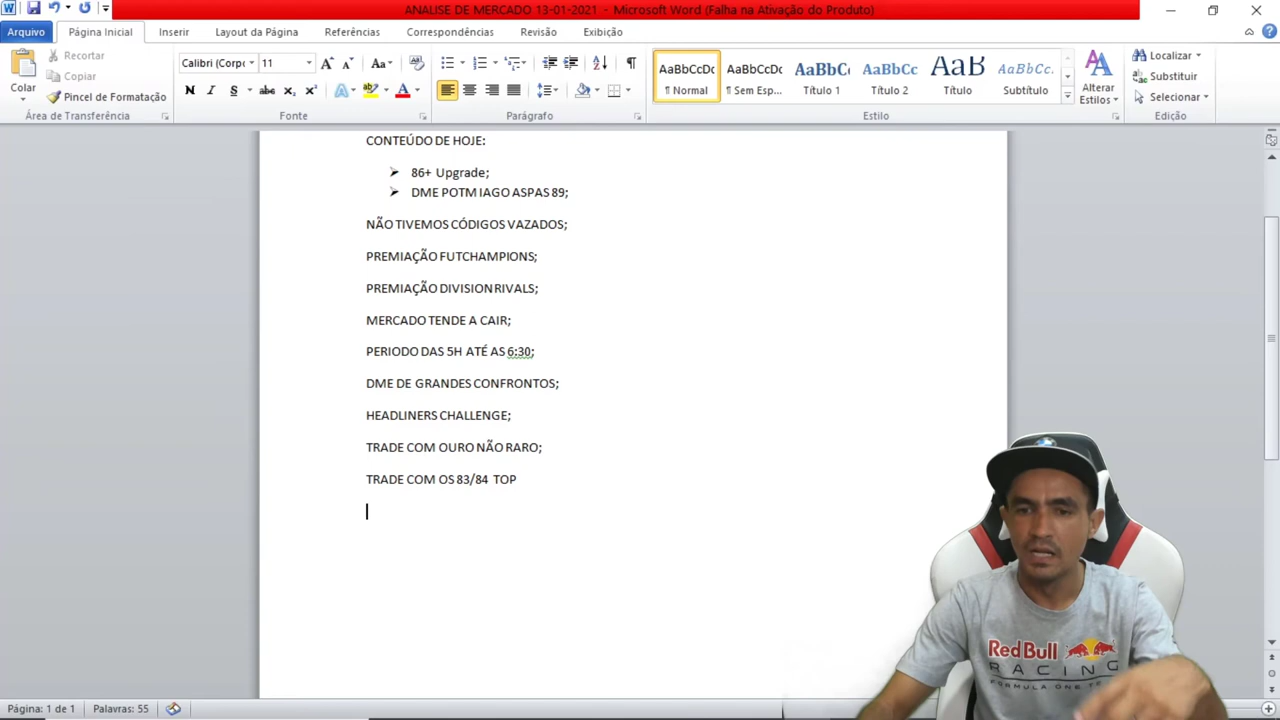 ANALISE DE MERCADO 13-01-2021 - Microsoft Word (Falha na Ativação do Produto)
Arquivo Página Inicial Inserir Layout da Página Referências Correspondências Revisão Exibição
Colar
Recortar
Copiar
Pincel de Formatação
Área de Transferência
Calibri (Corpo 11
N I S abc x₂ x² A A
Fonte
Parágrafo
AaBbCcDc AaBbCcDc AaBbC AaBbCc AaB AaBbCc.
¶ Normal ¶ Sem Esp... Título 1 Título 2 Título Subtítulo
Alterar
Estilos
Estilo
Localizar
Substituir
Selecionar
Edição
CONTEÚDO DE HOJE:
➢ 86+ Upgrade;
➢ DME POTM IAGO ASPAS 89;
NÃO TIVEMOS CÓDIGOS VAZADOS;
PREMIAÇÃO FUTCHAMPIONS;
PREMIAÇÃO DIVISION RIVALS;
MERCADO TENDE A CAIR;
PERIODO DAS 5H ATÉ AS 6:30;
DME DE GRANDES CONFRONTOS;
HEADLINERS CHALLENGE;
TRADE COM OURO NÃO RARO;
TRADE COM OS 83/84 TOP
Red Bull
RACING
FORMULA ONE TEAM
Página: 1 de 1 Palavras: 55